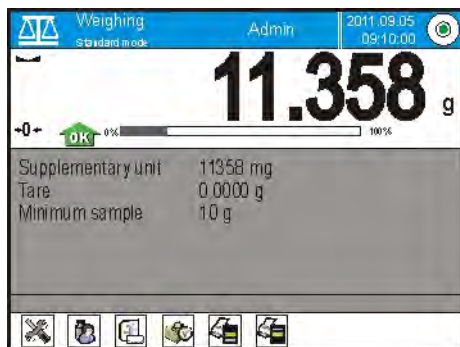 Weighing
Standard mode
Admin
2011.09.05
09:10:00
11.358 g
+0+
OK 0% 100%
Supplementary unit 11358 mg
Tare 0.0000 g
Minimum sample 10 g